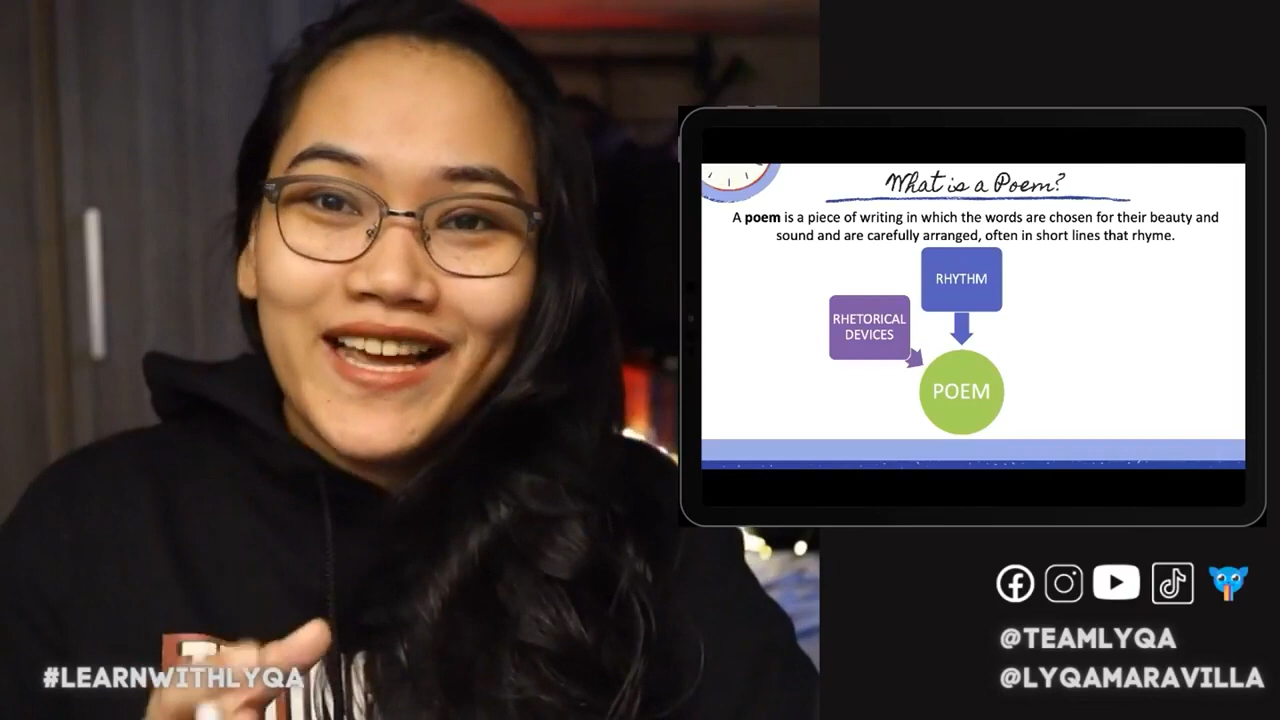 What is a Poem?
A poem is a piece of writing in which the words are chosen for their beauty and
sound and are carefully arranged, often in short lines that rhyme.
RHYTHM
RHETORICAL
DEVICES
POEM
#LEARNWITHLYQA
@TEAMLYQA
@LYQAMARAVILLA